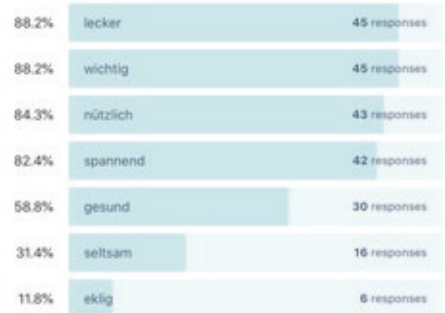 88.2% lecker 45 responses
88.2% wichtig 45 responses
84.3% nützlich 43 responses
82.4% spannend 42 responses
58.8% gesund 30 responses
31.4% seltsam 16 responses
11.8% eklig 6 responses